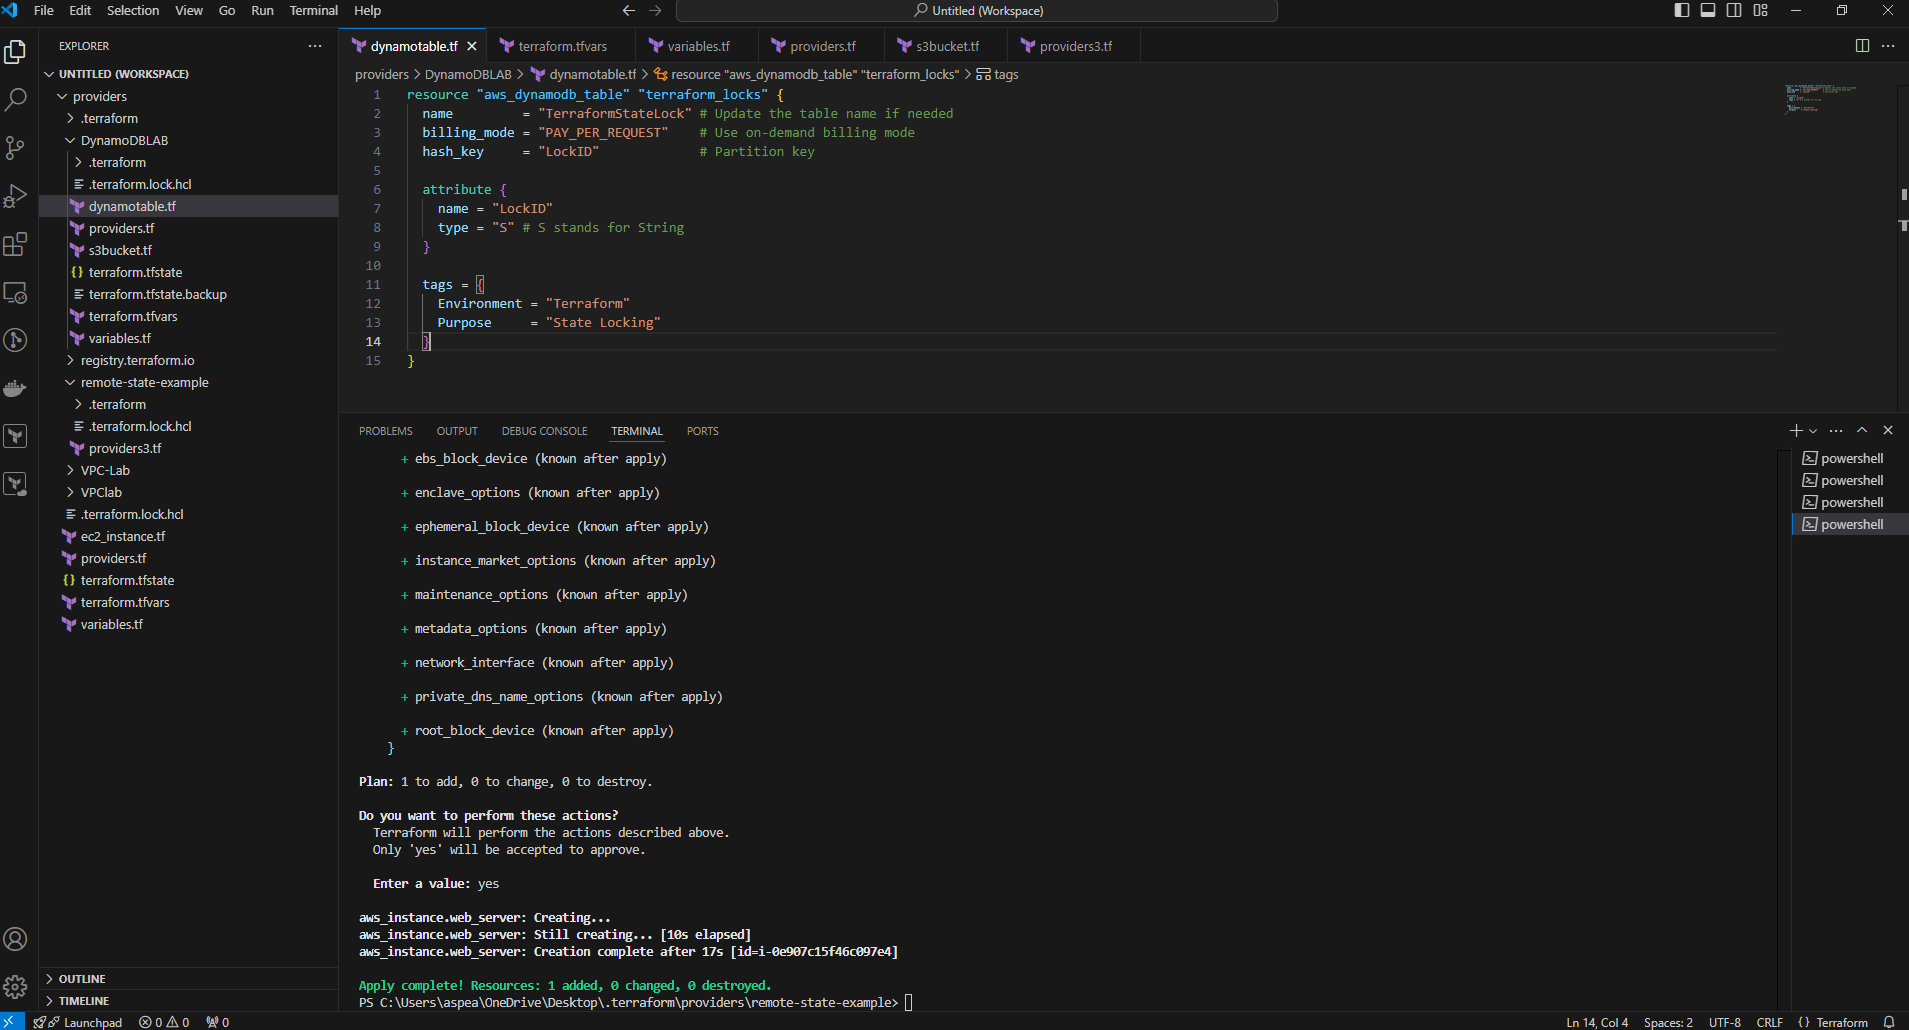 File Edit Selection View Go Run Terminal Help
Untitled (Workspace)
EXPLORER
UNTITLED (WORKSPACE)
providers
.terraform
DynamoDBLAB
.terraform
.terraform.lock.hcl
dynamotable.tf
providers.tf
s3bucket.tf
terraform.tfstate
terraform.tfstate.backup
terraform.tfvars
variables.tf
registry.terraform.io
remote-state-example
.terraform
.terraform.lock.hcl
providers3.tf
VPC-Lab
VPClab
.terraform.lock.hcl
ec2_instance.tf
providers.tf
terraform.tfstate
terraform.tfvars
variables.tf
OUTLINE
TIMELINE
dynamotable.tf terraform.tfvars variables.tf providers.tf s3bucket.tf providers3.tf
providers > DynamoDBLAB > dynamotable.tf > resource "aws_dynamodb_table" "terraform_locks" > tags
1 resource "aws_dynamodb_table" "terraform_locks" {
2 name = "TerraformStateLock" # Update the table name if needed
3 billing_mode = "PAY_PER_REQUEST" # Use on-demand billing mode
4 hash_key = "LockID" # Partition key
5
6 attribute {
7 name = "LockID"
8 type = "S" # S stands for String
9 }
10
11 tags = {
12 Environment = "Terraform"
13 Purpose = "State Locking"
14 }
15 }
PROBLEMS OUTPUT DEBUG CONSOLE TERMINAL PORTS
+ ebs_block_device (known after apply)
+ enclave_options (known after apply)
+ ephemeral_block_device (known after apply)
+ instance_market_options (known after apply)
+ maintenance_options (known after apply)
+ metadata_options (known after apply)
+ network_interface (known after apply)
+ private_dns_name_options (known after apply)
+ root_block_device (known after apply)
}
Plan: 1 to add, 0 to change, 0 to destroy.
Do you want to perform these actions?
Terraform will perform the actions described above.
Only 'yes' will be accepted to approve.
Enter a value: yes
aws_instance.web_server: Creating...
aws_instance.web_server: Still creating... [10s elapsed]
aws_instance.web_server: Creation complete after 17s [id=i-0e907c15f46c097e4]
Apply complete! Resources: 1 added, 0 changed, 0 destroyed.
PS C:\Users\aspea\OneDrive\Desktop\.terraform\providers\remote-state-example>
powershell
powershell
powershell
powershell
Launchpad 0 0 0 Ln 14, Col 4 Spaces: 2 UTF-8 CRLF {} Terraform